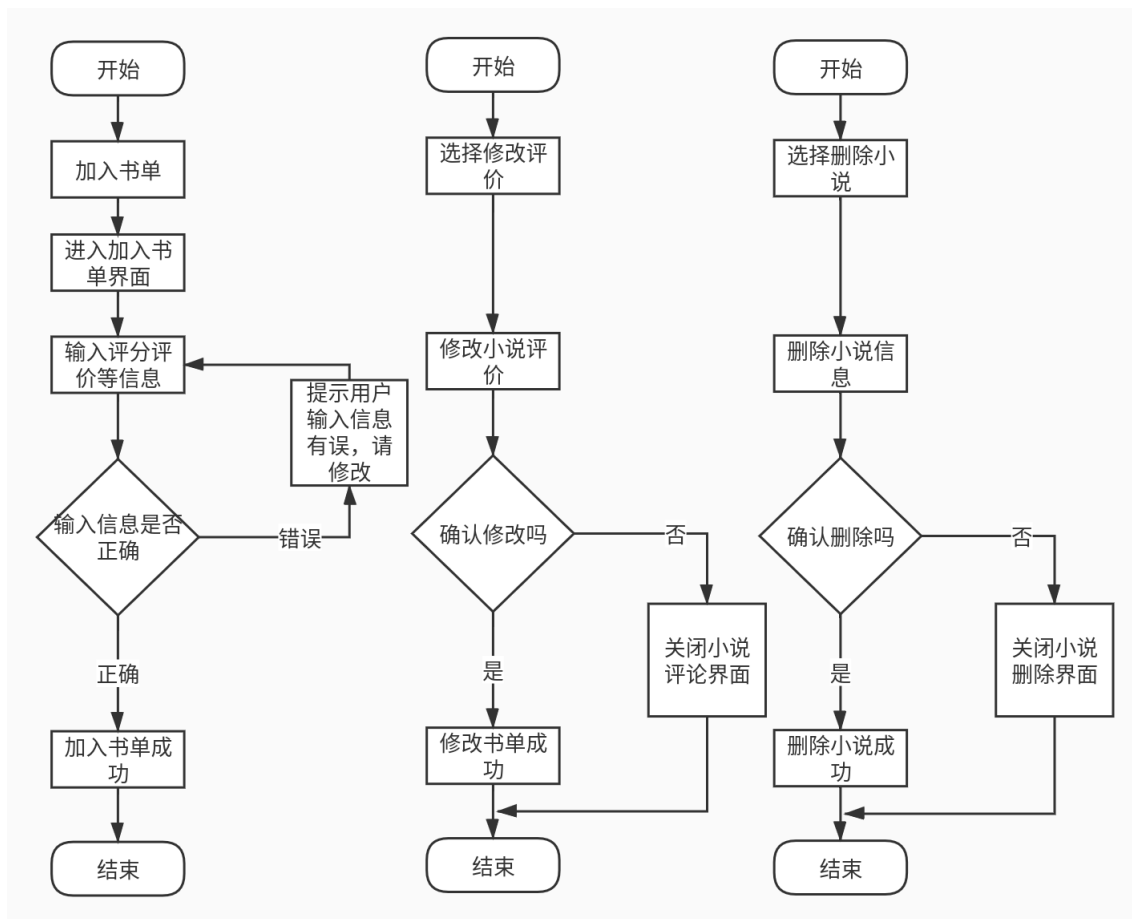 开始
加入书单
进入加入书
单界面
输入评分评
价等信息
提示用户
输入信息
有误，请
修改
输入信息是否
正确
错误
正确
加入书单成
功
结束
开始
选择修改评
价
修改小说评
价
确认修改吗
否
关闭小说
评论界面
是
修改书单成
功
结束
开始
选择删除小
说
删除小说信
息
确认删除吗
否
关闭小说
删除界面
是
删除小说成
功
结束